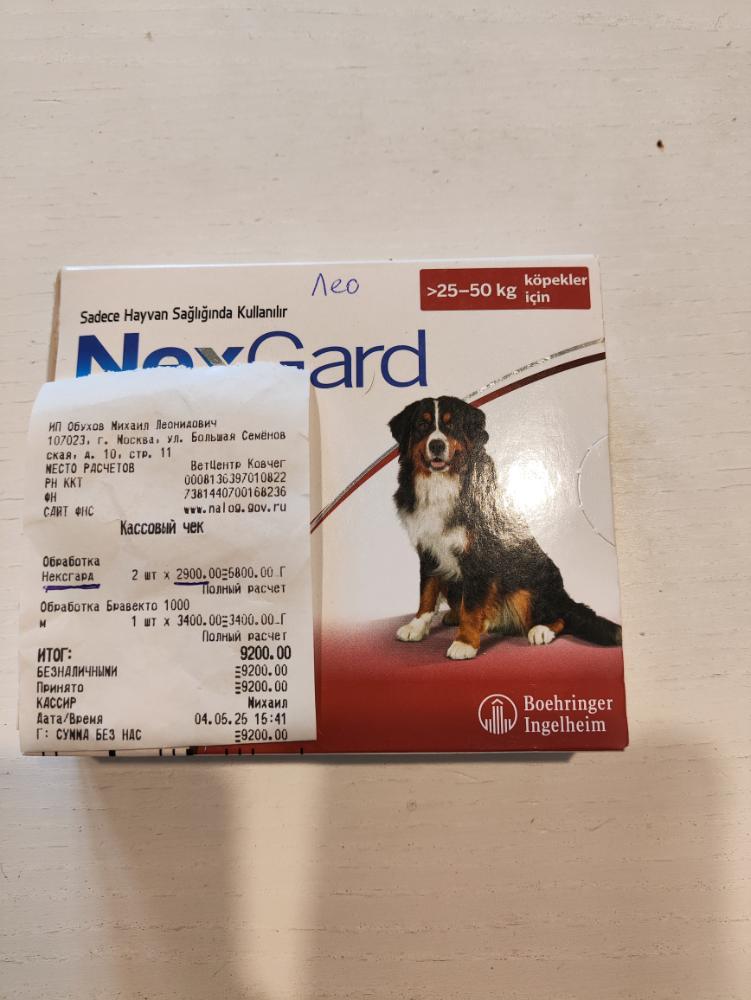 Лео
>25–50 kg köpekler
için
Sadece Hayvan Sağlığında Kullanılır
NexGard
ИП Обухов Михаил Леонидович
107023, г. Москва, ул. Большая Семёнов
ская, д. 10, стр. 11
МЕСТО РАСЧЕТОВ ВетЦентр Ковчег
РН ККТ 0008136397010822
ФН 7381440700168236
САЙТ ФНС www.nalog.gov.ru
Кассовый чек
Обработка
Нексгард 2 шт х 2900.00=5800.00_Г
Полный расчет
Обработка Бравекто 1000
м 1 шт х 3400.00=3400.00_Г
Полный расчет
ИТОГ: 9200.00
БЕЗНАЛИЧНЫМИ =9200.00
Принято =9200.00
КАССИР Михаил
Дата/Время 04.06.26 16:41
Г: СУММА БЕЗ НДС =9200.00
Boehringer
Ingelheim